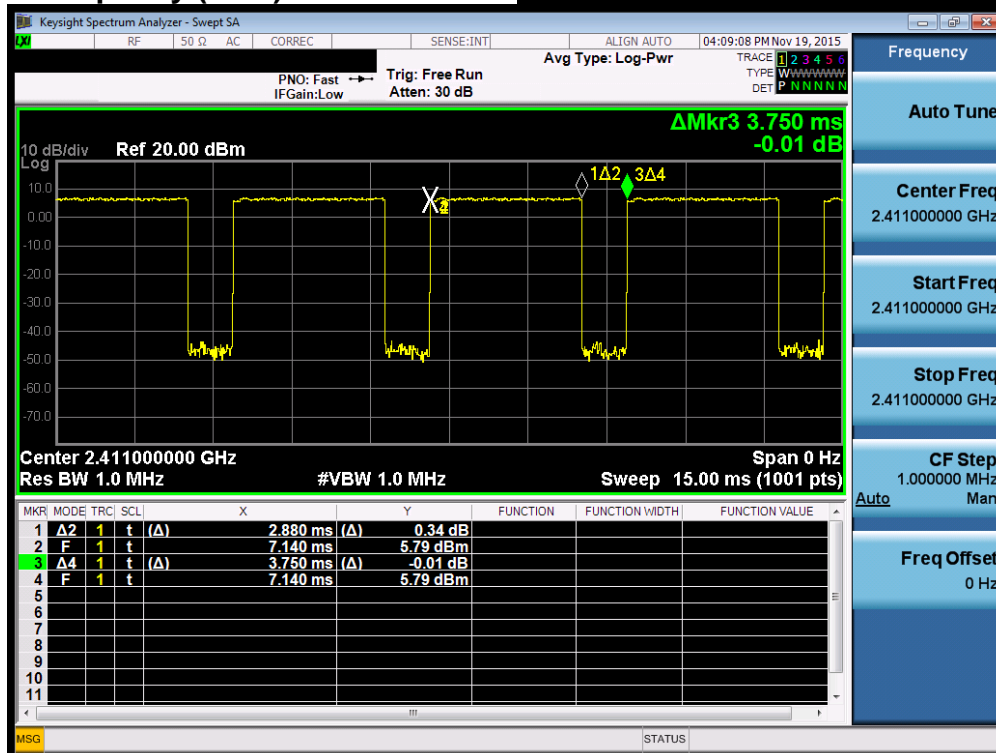 Keysight Spectrum Analyzer - Swept SA
LXI RF 50 Ω AC CORREC SENSE:INT ALIGN AUTO 04:09:08 PM Nov 19, 2015
PNO: Fast
IFGain:Low
Trig: Free Run
Atten: 30 dB
Avg Type: Log-Pwr
TRACE 1 2 3 4 5 6
TYPE WWWWWWW
DET P N N N N N
ΔMkr3 3.750 ms
-0.01 dB
10 dB/div Ref 20.00 dBm
Log
10.0
0.00
-10.0
-20.0
-30.0
-40.0
-50.0
-60.0
-70.0
1Δ2 3Δ4
Center 2.411000000 GHz Span 0 Hz
Res BW 1.0 MHz #VBW 1.0 MHz Sweep 15.00 ms (1001 pts)
MKR MODE TRC SCL X Y FUNCTION FUNCTION WIDTH FUNCTION VALUE
1 Δ2 1 t (Δ) 2.880 ms (Δ) 0.34 dB
2 F 1 t 7.140 ms 5.79 dBm
3 Δ4 1 t (Δ) 3.750 ms (Δ) -0.01 dB
4 F 1 t 7.140 ms 5.79 dBm
5
6
7
8
9
10
11
MSG STATUS
Frequency
Auto Tune
Center Freq
2.411000000 GHz
Start Freq
2.411000000 GHz
Stop Freq
2.411000000 GHz
CF Step
1.000000 MHz
Auto Man
Freq Offset
0 Hz